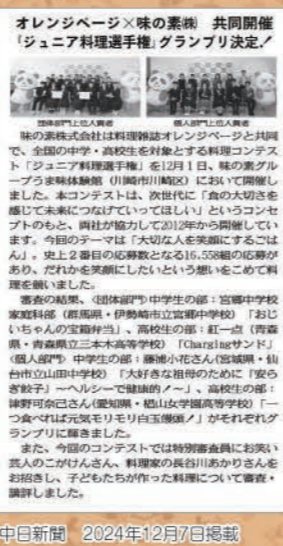 オレンジページ×味の素㈱ 共同開催
「ジュニア料理選手権」グランプリ決定！
団体部門上位入賞者
個人部門上位入賞者
味の素株式会社は料理雑誌オレンジページと共同
で、全国の中学・高校生を対象とする料理コンテス
ト「ジュニア料理選手権」を12月１日、味の素グル
ープうま味体験館（川崎市川崎区）において開催し
ました。本コンテストは、次世代に「食の大切さを
感じて未来につなげていってほしい」というコンセ
プトのもと、両社が協力して2012年から開催してい
ます。今回のテーマは「大切な人を笑顔にするごは
ん」。史上２番目の応募数となる16,558組の応募が
あり、だれかを笑顔にしたいという想いをこめて料
理を競いました。
審査の結果、〈団体部門〉中学生の部：宮郷中学校
家庭科部（群馬県・伊勢崎市立宮郷中学校）「おじ
いちゃんの宝箱弁当」、高校生の部：紅一点（青森
県・青森県立三本木高等学校）「Chargingサンド」
〈個人部門〉中学生の部：藤池小花さん（宮城県・仙
台市立山田中学校）「大好きな祖母のために『安ら
ぎ餃子』～ヘルシーで健康的ノ～」、高校生の部：
津野可奈己さん（愛知県・椙山女学園高等学校）「一
つ食べれば元気モリモリ白玉饅頭！」がそれぞれグ
ランプリに輝きました。
また、今回のコンテストでは特別審査員にお笑い
芸人のこがけんさん、料理家の長谷川あかりさんを
お招きし、子どもたちが作った料理について審査・
講評しました。
中日新聞 2024年12月7日掲載